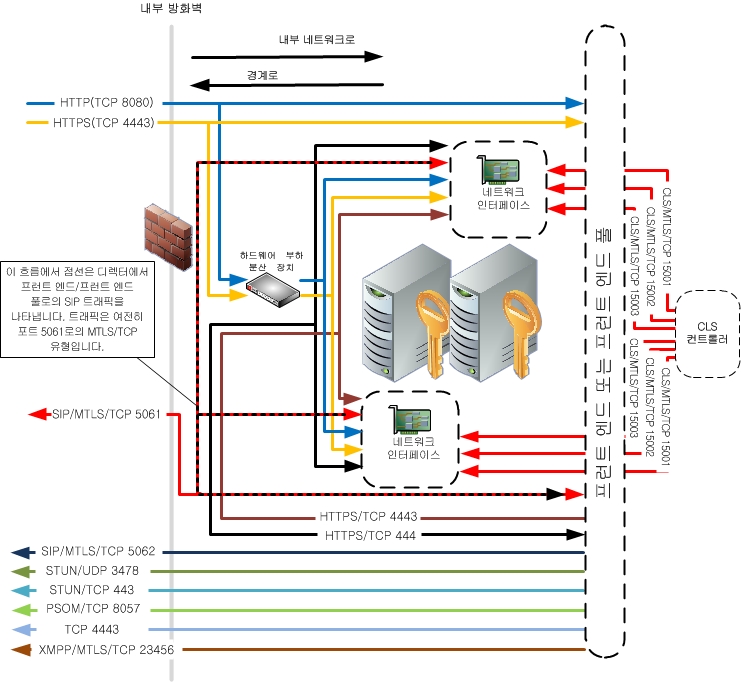 내부 방화벽
내부 네트워크로
경계로
HTTP(TCP 8080)
HTTPS(TCP 4443)
네트워크
인터페이스
하드웨어 부하
분산 장치
이 흐름에서 점선은 디렉터에서
프런트 엔드/프런트 엔드
풀로의 SIP 트래픽을
나타냅니다. 트래픽은 여전히
포트 5061로의 MTLS/TCP
유형입니다.
CLS/MTLS/TCP 15001
CLS/MTLS/TCP 15002
CLS/MTLS/TCP 15003
CLS
컨트롤러
프런트 엔드 또는 프런트 엔드 풀
CLS/MTLS/TCP 15003
CLS/MTLS/TCP 15002
CLS/MTLS/TCP 15001
SIP/MTLS/TCP 5061
네트워크
인터페이스
HTTPS/TCP 4443
HTTPS/TCP 444
SIP/MTLS/TCP 5062
STUN/UDP 3478
STUN/TCP 443
PSOM/TCP 8057
TCP 4443
XMPP/MTLS/TCP 23456